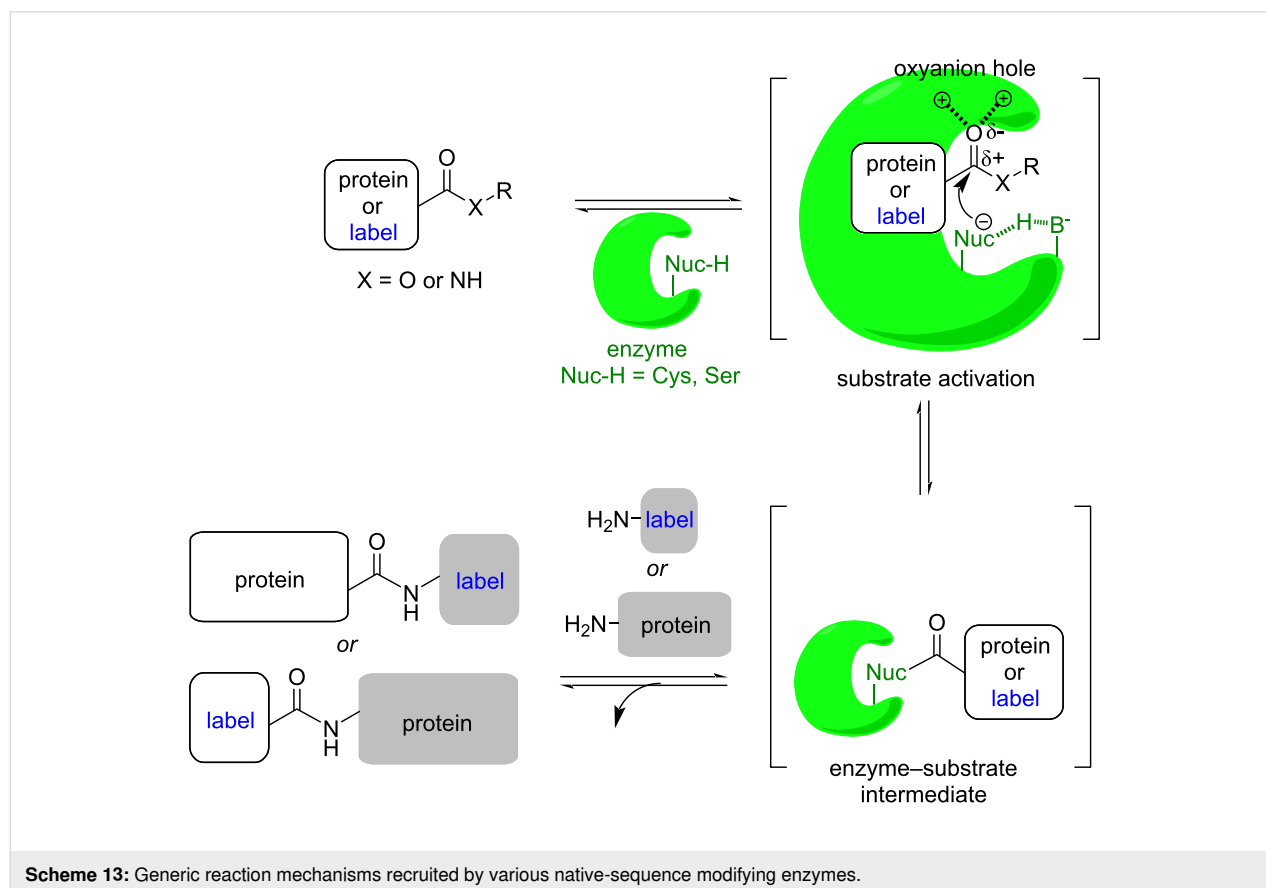 oxyanion hole
⊕ ⊕
O δ-
δ+
X R
protein
or
label
⊖
Nuc H B-
substrate activation
protein
or
label
O
X R
X = O or NH
Nuc-H
enzyme
Nuc-H = Cys, Ser
H2N label
or
H2N protein
protein
O
N
H
label
or
label
O
N
H
protein
Nuc
O
protein
or
label
enzyme–substrate
intermediate
Scheme 13: Generic reaction mechanisms recruited by various native-sequence modifying enzymes.